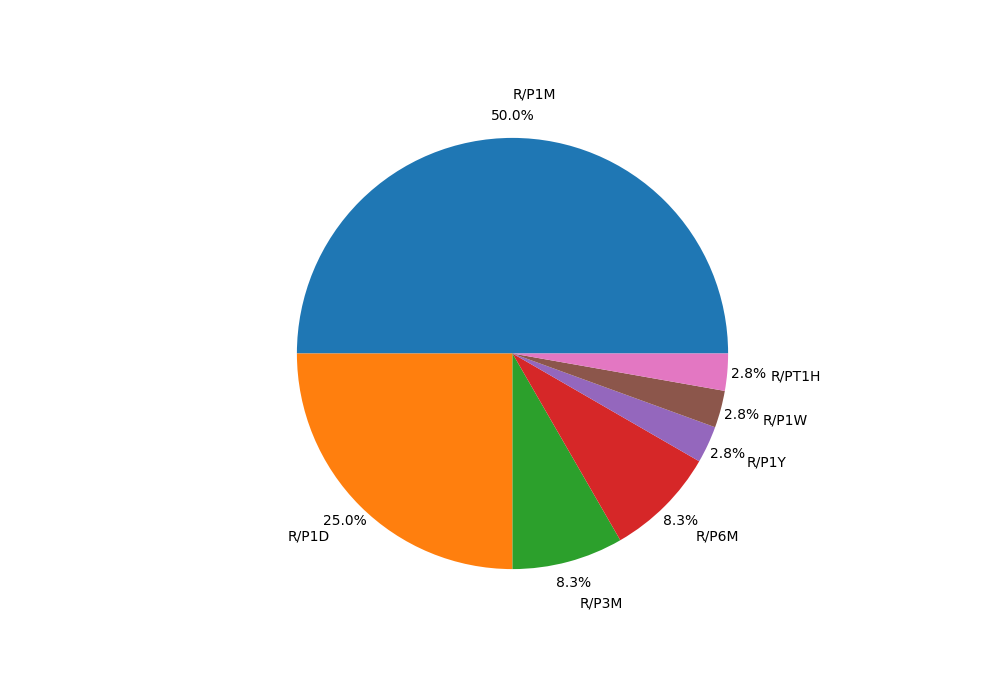 R/P1M
50.0%
2.8% R/PT1H
2.8% R/P1W
2.8% R/P1Y
25.0%
R/P1D
8.3%
R/P6M
8.3%
R/P3M